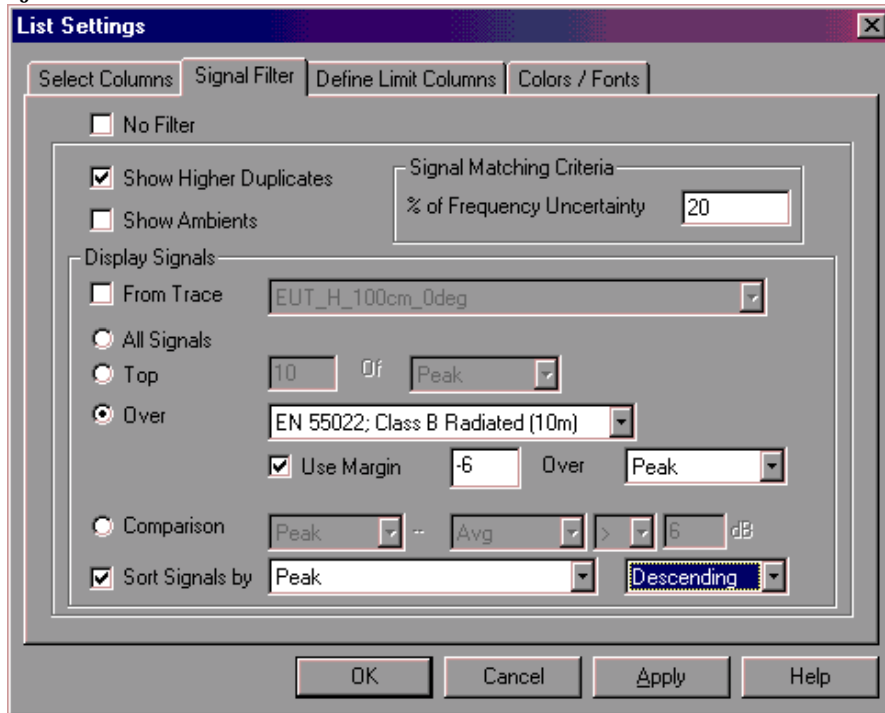 List Settings
Select Columns Signal Filter Define Limit Columns Colors / Fonts
No Filter
Show Higher Duplicates
Signal Matching Criteria
% of Frequency Uncertainty 20
Show Ambients
Display Signals
From Trace EUT_H_100cm_0deg
All Signals
Top 10 Of Peak
Over EN 55022; Class B Radiated (10m)
Use Margin -6 Over Peak
Comparison Peak -- Avg > 6 dB
Sort Signals by Peak Descending
OK Cancel Apply Help